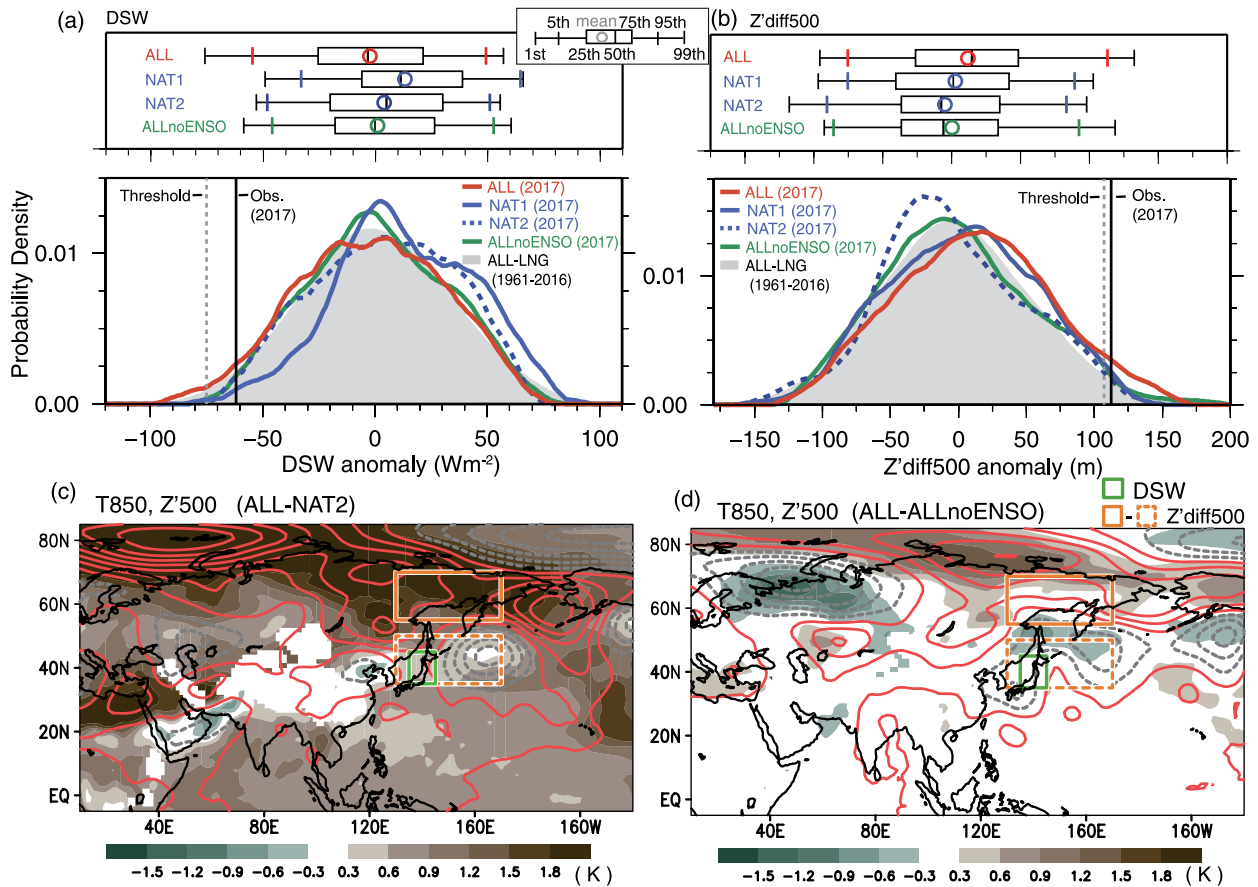 (a) DSW
5th mean 75th 95th
1st 25th 50th 99th
(b) Z'diff500
ALL
NAT1
NAT2
ALLnoENSO
ALL
NAT1
NAT2
ALLnoENSO
Probability Density
0.01
0.00
Threshold
Obs.
(2017)
ALL (2017)
NAT1 (2017)
NAT2 (2017)
ALLnoENSO (2017)
ALL-LNG
(1961-2016)
−100 −50 0 50 100
DSW anomaly (Wm-2)
0.01
0.00
ALL (2017)
NAT1 (2017)
NAT2 (2017)
ALLnoENSO (2017)
ALL-LNG
(1961-2016)
Threshold
Obs.
(2017)
−150 −100 −50 0 50 100 150 200
Z'diff500 anomaly (m)
(c) T850, Z'500 (ALL-NAT2)
80N
60N
40N
20N
EQ
40E 80E 120E 160E 160W
−1.5 −1.2 −0.9 −0.6 −0.3 0.3 0.6 0.9 1.2 1.5 1.8 (K)
(d) T850, Z'500 (ALL-ALLnoENSO)
DSW
- Z'diff500
80N
60N
40N
20N
EQ
40E 80E 120E 160E 160W
−1.5 −1.2 −0.9 −0.6 −0.3 0.3 0.6 0.9 1.2 1.5 1.8 (K)